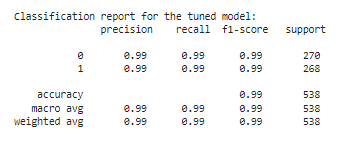 Classification report for the tuned model:
precision recall f1-score support
0 0.99 0.99 0.99 270
1 0.99 0.99 0.99 268
accuracy 0.99 538
macro avg 0.99 0.99 0.99 538
weighted avg 0.99 0.99 0.99 538